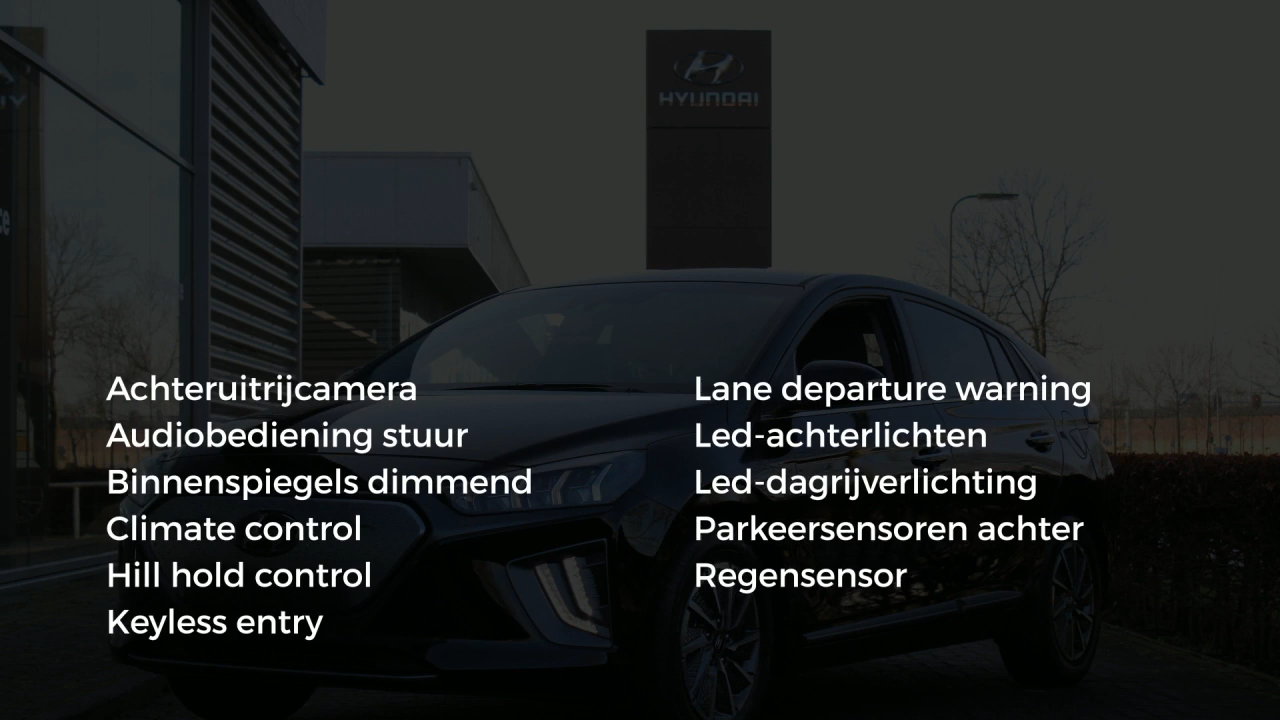 HYUNDAI
Achteruitrijcamera
Audiobediening stuur
Binnenspiegels dimmend
Climate control
Hill hold control
Keyless entry
Lane departure warning
Led-achterlichten
Led-dagrijverlichting
Parkeersensoren achter
Regensensor